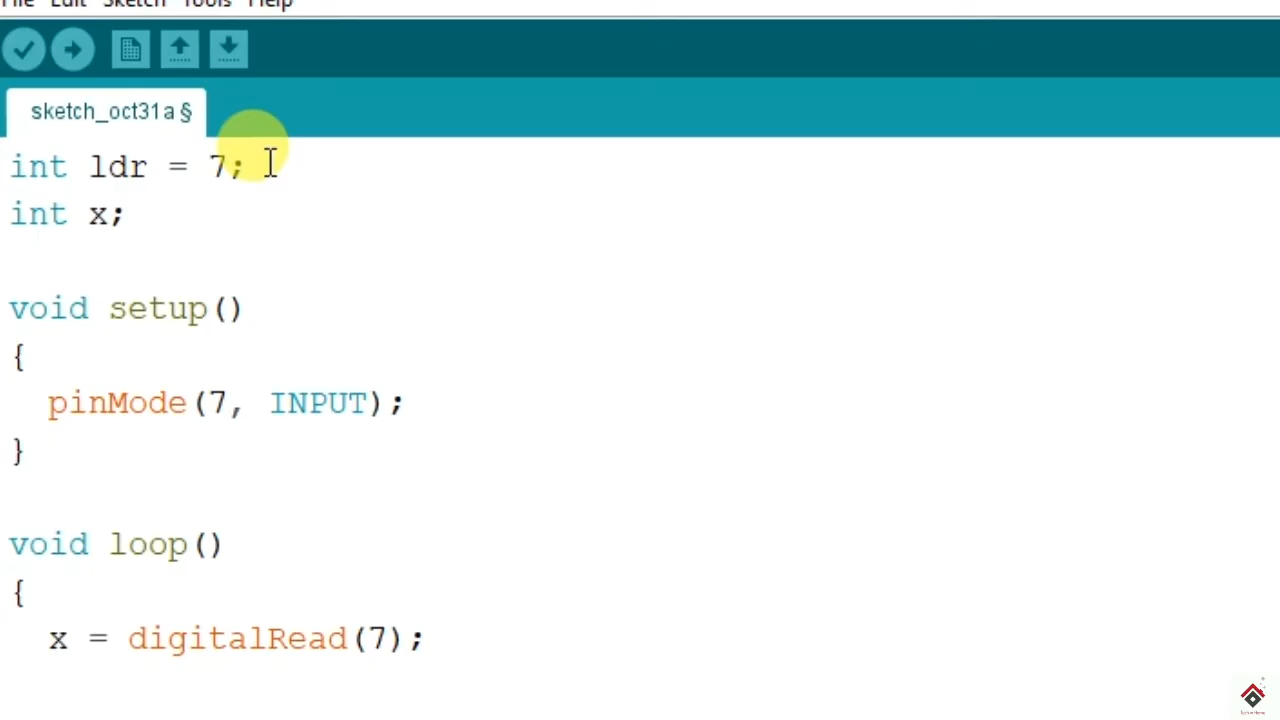 File Edit Sketch Tools Help
sketch_oct31a §
int ldr = 7;
int x;
void setup()
{
pinMode(7, INPUT);
}
void loop()
{
x = digitalRead(7);